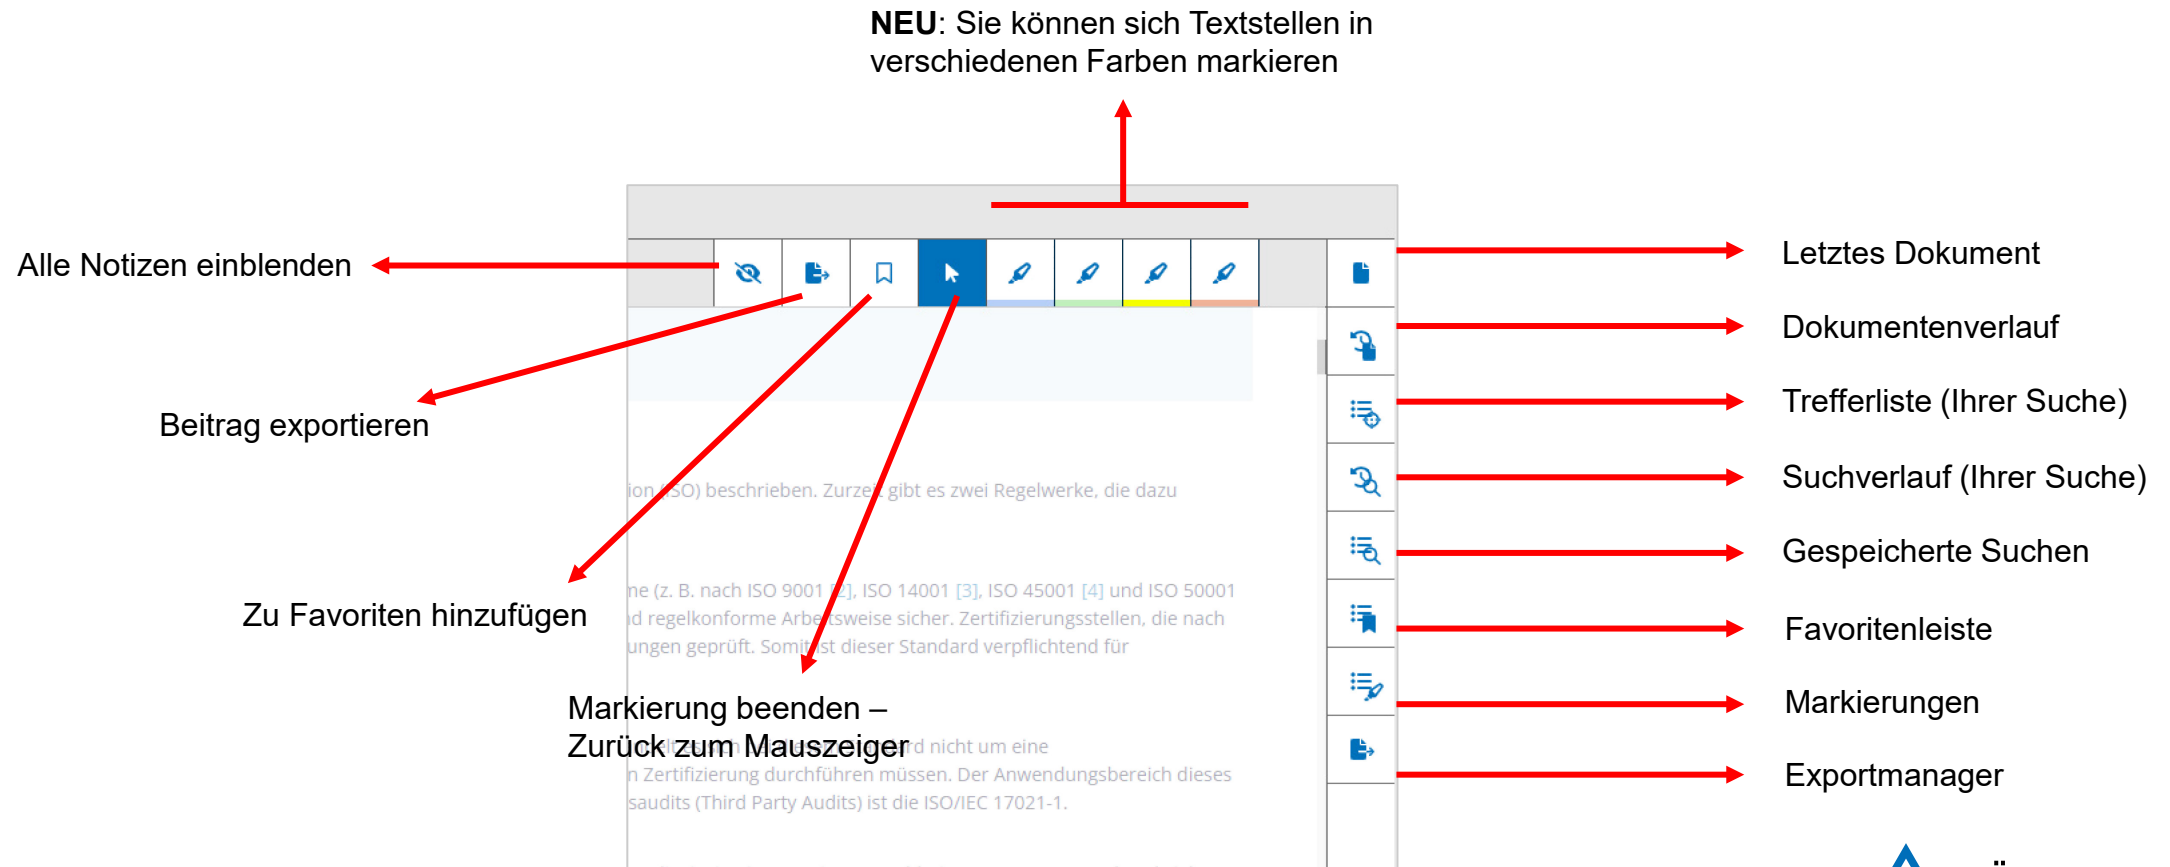 NEU: Sie können sich Textstellen in
verschiedenen Farben markieren
Alle Notizen einblenden
Beitrag exportieren
Zu Favoriten hinzufügen
Markierung beenden –
Zurück zum Mauszeiger
Letztes Dokument
Dokumentenverlauf
Trefferliste (Ihrer Suche)
Suchverlauf (Ihrer Suche)
Gespeicherte Suchen
Favoritenleiste
Markierungen
Exportmanager
ion (ISO) beschrieben. Zurzeit gibt es zwei Regelwerke, die dazu
me (z. B. nach ISO 9001 [2], ISO 14001 [3], ISO 45001 [4] und ISO 50001
nd regelkonforme Arbeitsweise sicher. Zertifizierungsstellen, die nach
ungen geprüft. Somit ist dieser Standard verpflichtend für
nicht um eine
n Zertifizierung durchführen müssen. Der Anwendungsbereich dieses
saudits (Third Party Audits) ist die ISO/IEC 17021-1.